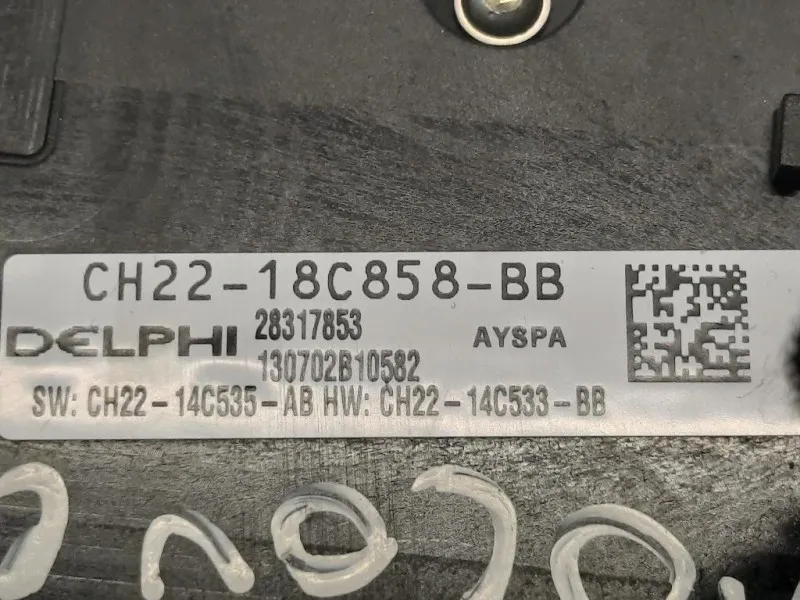 CH22-18C858-BB
DELPHI 28317853 AYSPA
130702B10582
SW: CH22-14C535-AB HW: CH22-14C533-BB